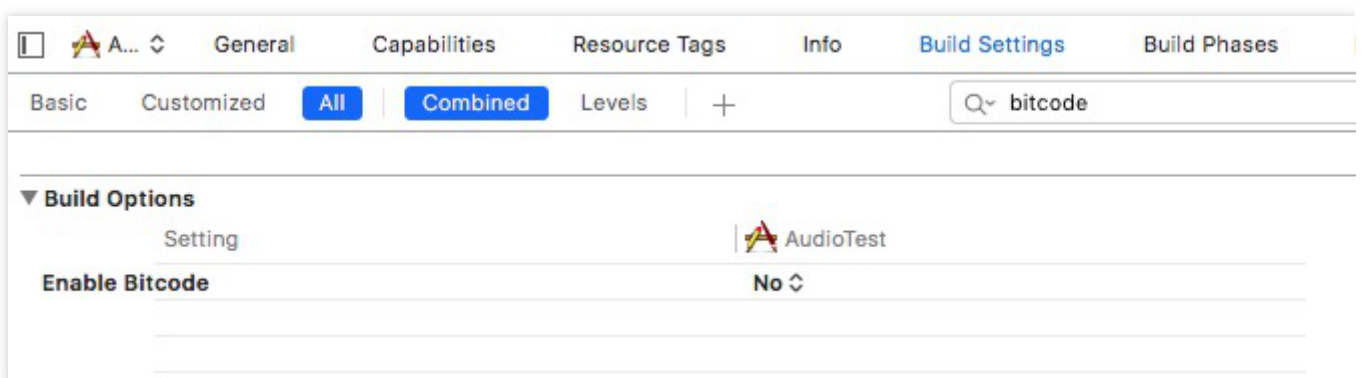 A... General Capabilities Resource Tags Info Build Settings Build Phases
Basic Customized All Combined Levels + bitcode
Build Options
Setting AudioTest
Enable Bitcode No